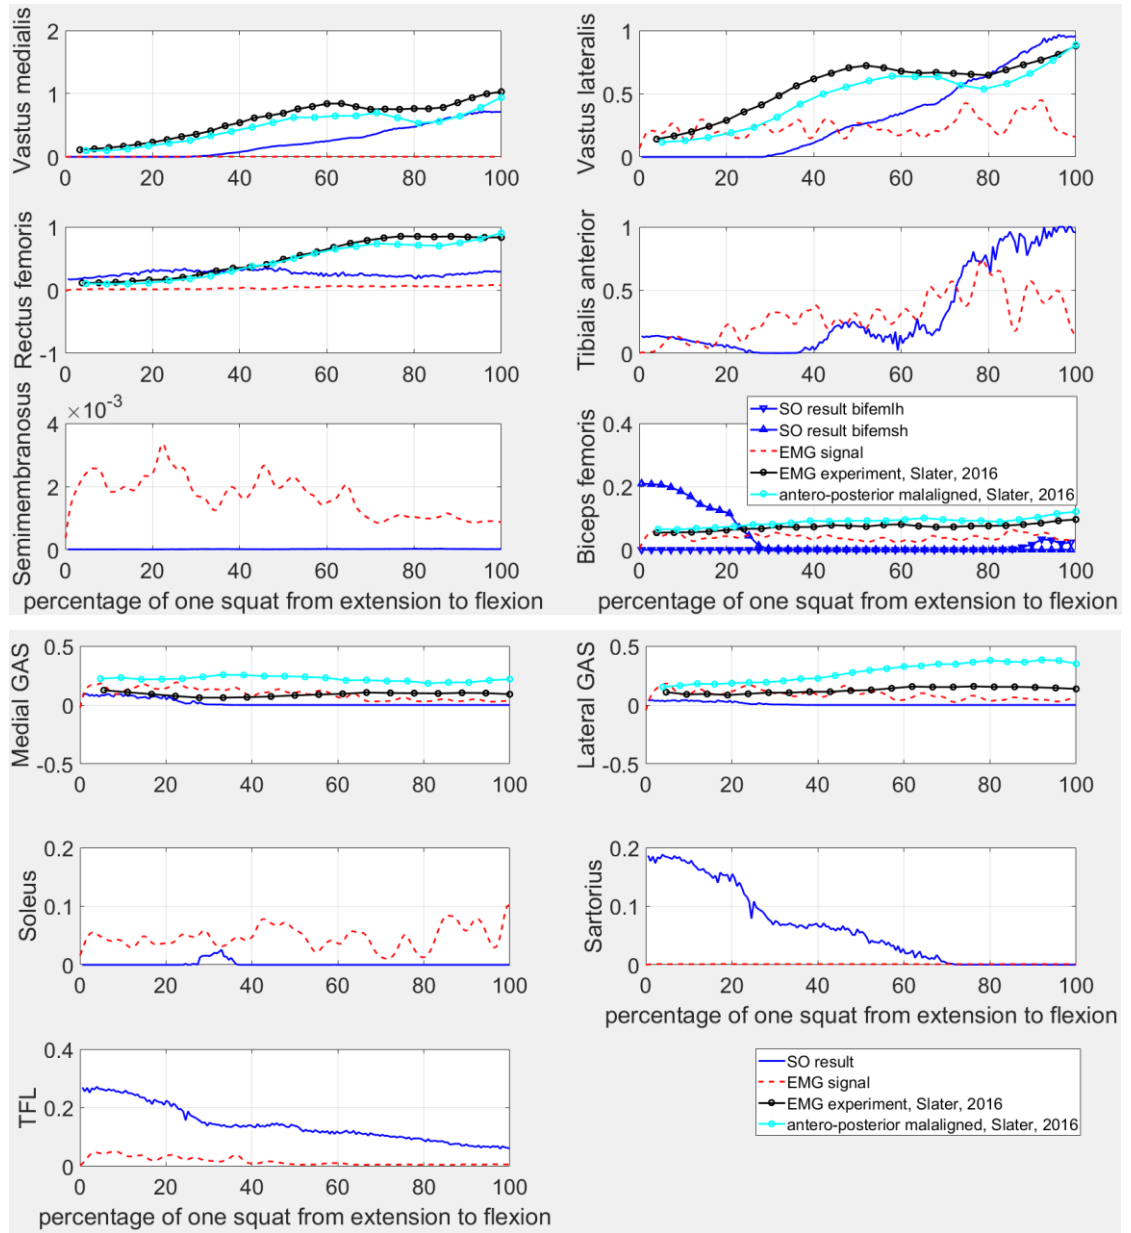 Vastus medialis
2
1
0
0 20 40 60 80 100
Vastus lateralis
1
0.5
0
0 20 40 60 80 100
Rectus femoris
1
0
-1
0 20 40 60 80 100
Tibialis anterior
1
0.5
0
0 20 40 60 80 100
Semimembranosus
×10-3
4
2
0
0 20 40 60 80 100
percentage of one squat from extension to flexion
Biceps femoris
0.4
0.2
0
SO result bifemlh
SO result bifemsh
EMG signal
EMG experiment, Slater, 2016
antero-posterior malaligned, Slater, 2016
0 20 40 60 80 100
percentage of one squat from extension to flexion
Medial GAS
0.5
0
-0.5
0 20 40 60 80 100
Lateral GAS
0.5
0
-0.5
0 20 40 60 80 100
Soleus
0.2
0.1
0
0 20 40 60 80 100
Sartorius
0.2
0.1
0
0 20 40 60 80 100
percentage of one squat from extension to flexion
TFL
0.4
0.2
0
0 20 40 60 80 100
percentage of one squat from extension to flexion
SO result
EMG signal
EMG experiment, Slater, 2016
antero-posterior malaligned, Slater, 2016